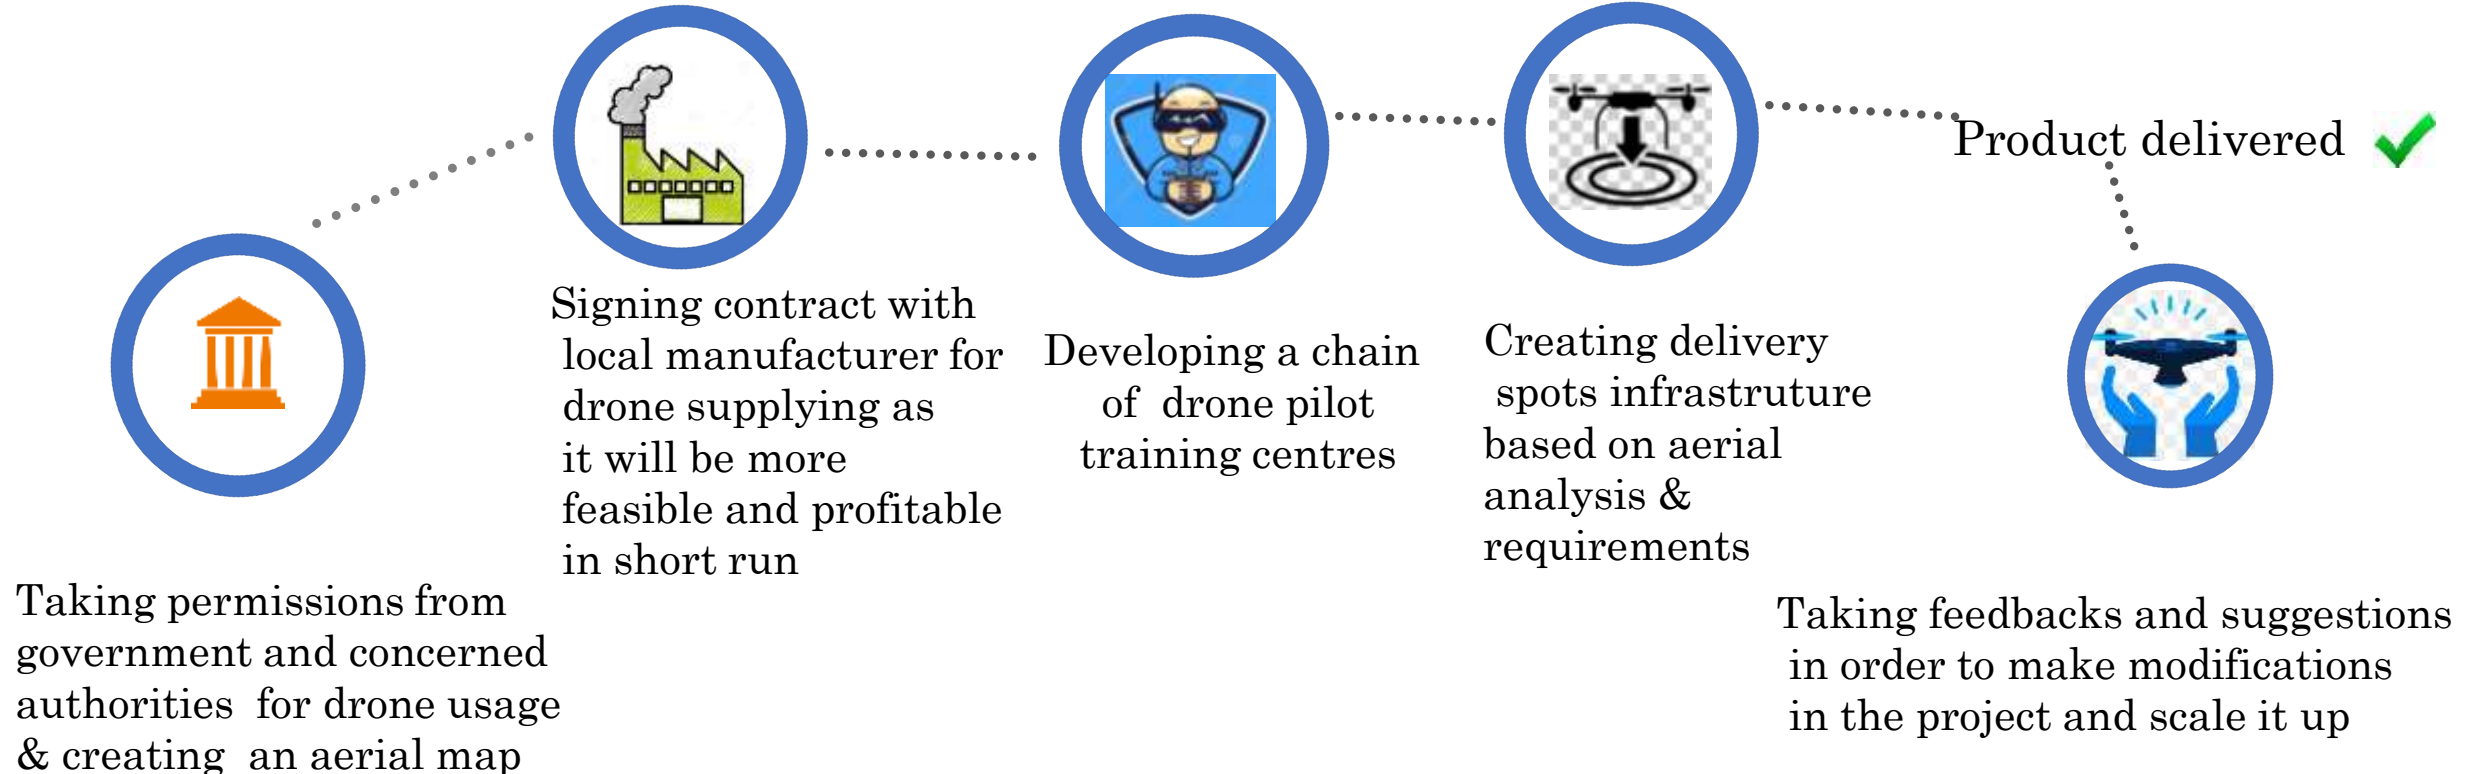 Taking permissions from
government and concerned
authorities for drone usage
& creating an aerial map
Signing contract with
local manufacturer for
drone supplying as
it will be more
feasible and profitable
in short run
Developing a chain
of drone pilot
training centres
Creating delivery
spots infrastruture
based on aerial
analysis &
requirements
Product delivered
Taking feedbacks and suggestions
in order to make modifications
in the project and scale it up